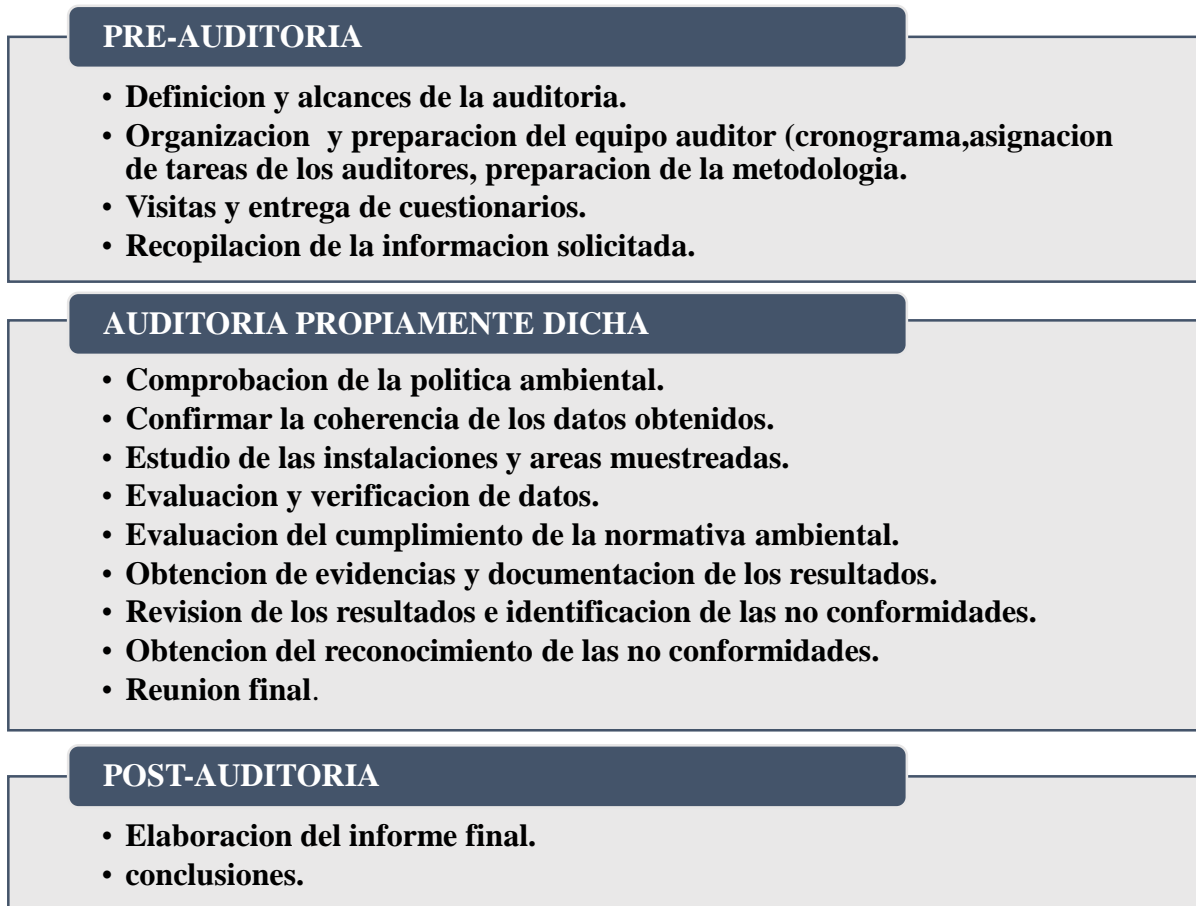 PRE-AUDITORIA
• Definicion y alcances de la auditoria.
• Organizacion y preparacion del equipo auditor (cronograma,asignacion
de tareas de los auditores, preparacion de la metodologia.
• Visitas y entrega de cuestionarios.
• Recopilacion de la informacion solicitada.
AUDITORIA PROPIAMENTE DICHA
• Comprobacion de la politica ambiental.
• Confirmar la coherencia de los datos obtenidos.
• Estudio de las instalaciones y areas muestreadas.
• Evaluacion y verificacion de datos.
• Evaluacion del cumplimiento de la normativa ambiental.
• Obtencion de evidencias y documentacion de los resultados.
• Revision de los resultados e identificacion de las no conformidades.
• Obtencion del reconocimiento de las no conformidades.
• Reunion final.
POST-AUDITORIA
• Elaboracion del informe final.
• conclusiones.